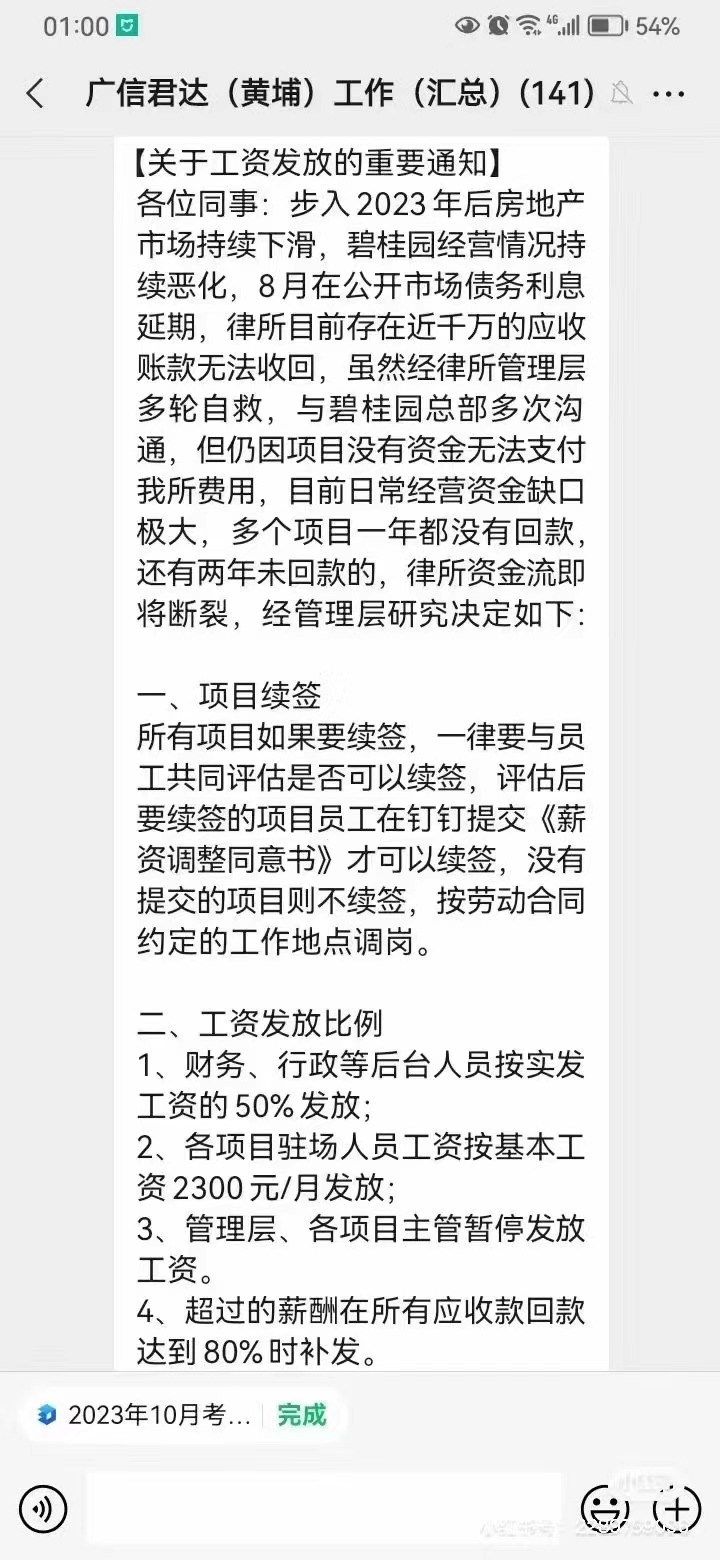 01:00
4G
54%
广信君达（黄埔）工作（汇总）(141)
【关于工资发放的重要通知】
各位同事：步入2023年后房地产
市场持续下滑，碧桂园经营情况持
续恶化，8月在公开市场债务利息
延期，律所目前存在近千万的应收
账款无法收回，虽然经律所管理层
多轮自救，与碧桂园总部多次沟
通，但仍因项目没有资金无法支付
我所费用，目前日常经营资金缺口
极大，多个项目一年都没有回款，
还有两年未回款的，律所资金流即
将断裂，经管理层研究决定如下：
一、项目续签
所有项目如果要续签，一律要与员
工共同评估是否可以续签，评估后
要续签的项目员工在钉钉提交《薪
资调整同意书》才可以续签，没有
提交的项目则不续签，按劳动合同
约定的工作地点调岗。
二、工资发放比例
1、财务、行政等后台人员按实发
工资的50%发放；
2、各项目驻场人员工资按基本工
资2300元/月发放；
3、管理层、各项目主管暂停发放
工资。
4、超过的薪酬在所有应收款回款
达到80%时补发。
2023年10月考...
完成
小红书号：